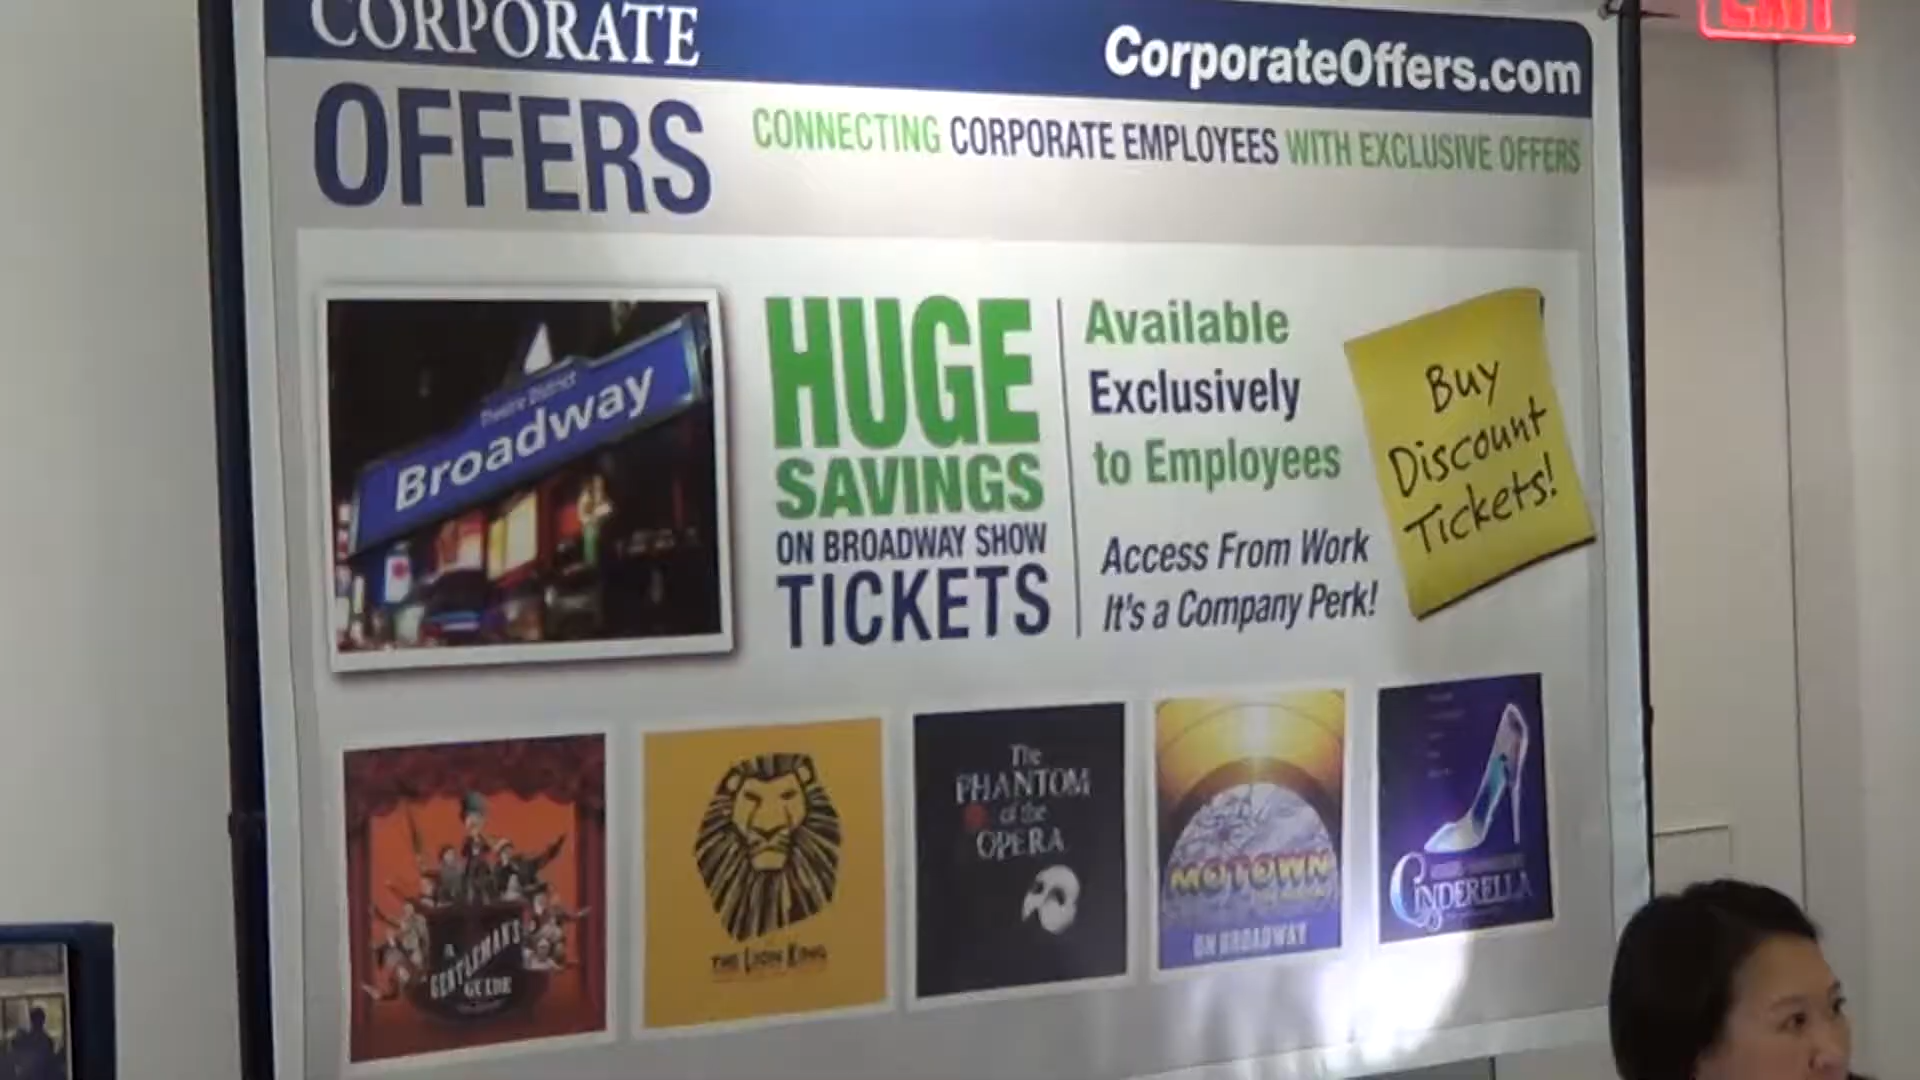 EXIT
CORPORATE
OFFERS
CorporateOffers.com
CONNECTING CORPORATE EMPLOYEES WITH EXCLUSIVE OFFERS
Theatre District
Broadway
HUGE
SAVINGS
ON BROADWAY SHOW
TICKETS
Available
Exclusively
to Employees
Access From Work
It's a Company Perk!
Buy
Discount
Tickets!
A
GENTLEMAN'S
GUIDE
THE LION KING
The
PHANTOM
of the
OPERA
MOTOWN
ON BROADWAY
CINDERELLA